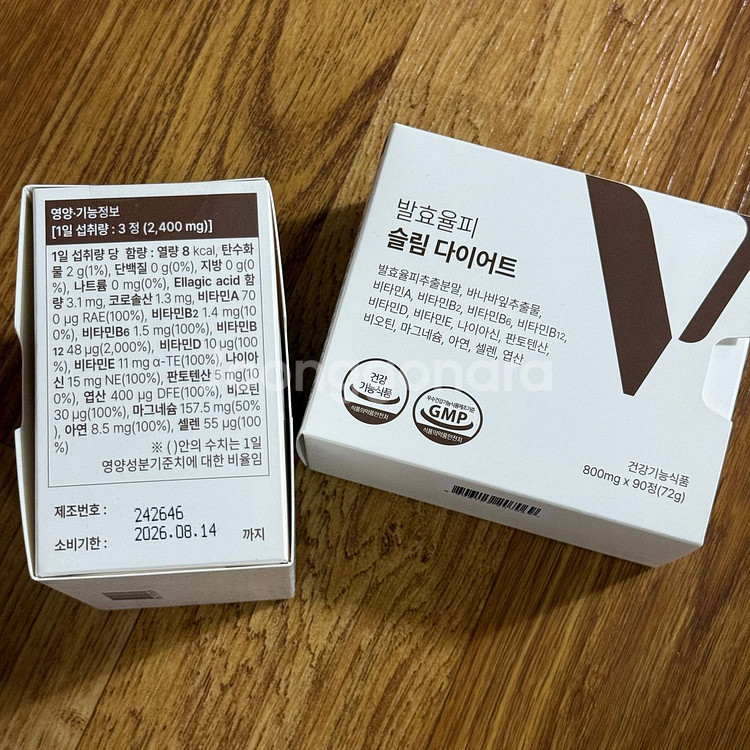 영양·기능정보
[1일 섭취량 : 3 정 (2,400 mg)]
1일 섭취량 당 함량 : 열량 8 kcal, 탄수화
물 2 g(1%), 단백질 0 g(0%), 지방 0 g(0
%), 나트륨 0 mg(0%), Ellagic acid 함
량 3.1 mg, 코로솔산 1.3 mg, 비타민A 70
0 µg RAE(100%), 비타민B2 1.4 mg(10
0%), 비타민B6 1.5 mg(100%), 비타민B
12 48 µg(2,000%), 비타민D 10 µg(100
%), 비타민E 11 mg α-TE(100%), 나이아
신 15 mg NE(100%), 판토텐산 5 mg(10
0%), 엽산 400 µg DFE(100%), 비오틴
30 µg(100%), 마그네슘 157.5 mg(50%
), 아연 8.5 mg(100%), 셀렌 55 µg(100
%)
※ ( )안의 수치는 1일
영양성분기준치에 대한 비율임
제조번호 : 242646
소비기한 : 2026.08.14 까지
발효율피
슬림 다이어트
발효율피추출분말, 바나바잎추출물,
비타민A, 비타민B2, 비타민B6, 비타민B12,
비타민D, 비타민E, 나이아신, 판토텐산,
비오틴, 마그네슘, 아연, 셀렌, 엽산
건강
기능식품
식품의약품안전처
우수건강기능식품제조기준
GMP
식품의약품안전처
건강기능식품
800mg x 90정(72g)